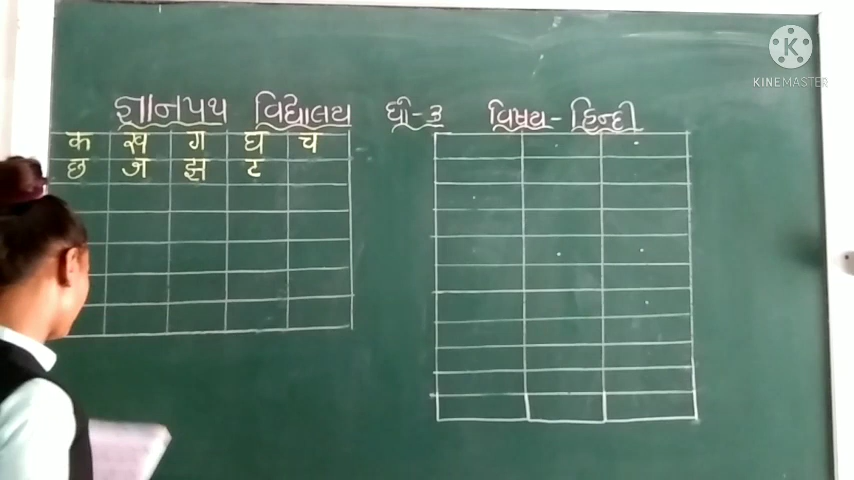 જ્ઞાનપથ વિદ્યાલય ધો-૩ વિષય- હિન્દી
क ख ग घ च
छ ज झ ट
KINEMASTER